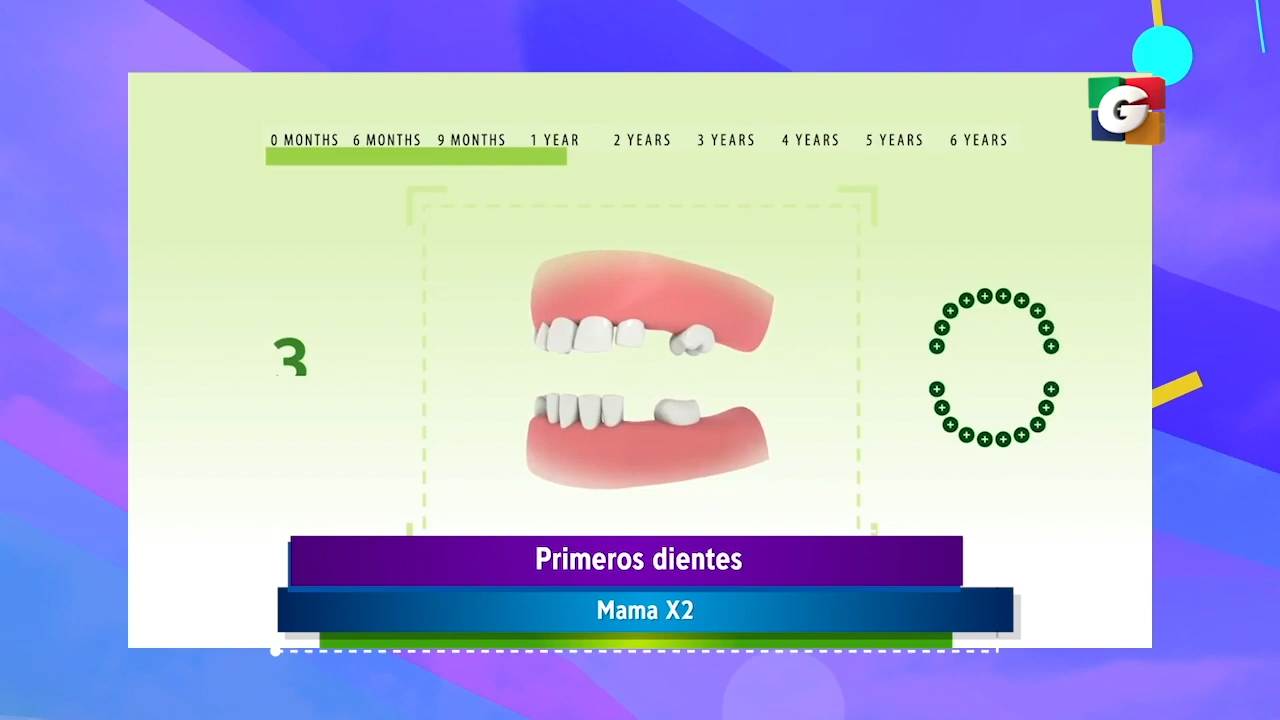 0 MONTHS 6 MONTHS 9 MONTHS 1 YEAR 2 YEARS 3 YEARS 4 YEARS 5 YEARS 6 YEARS
G
3
Primeros dientes
Mama X2